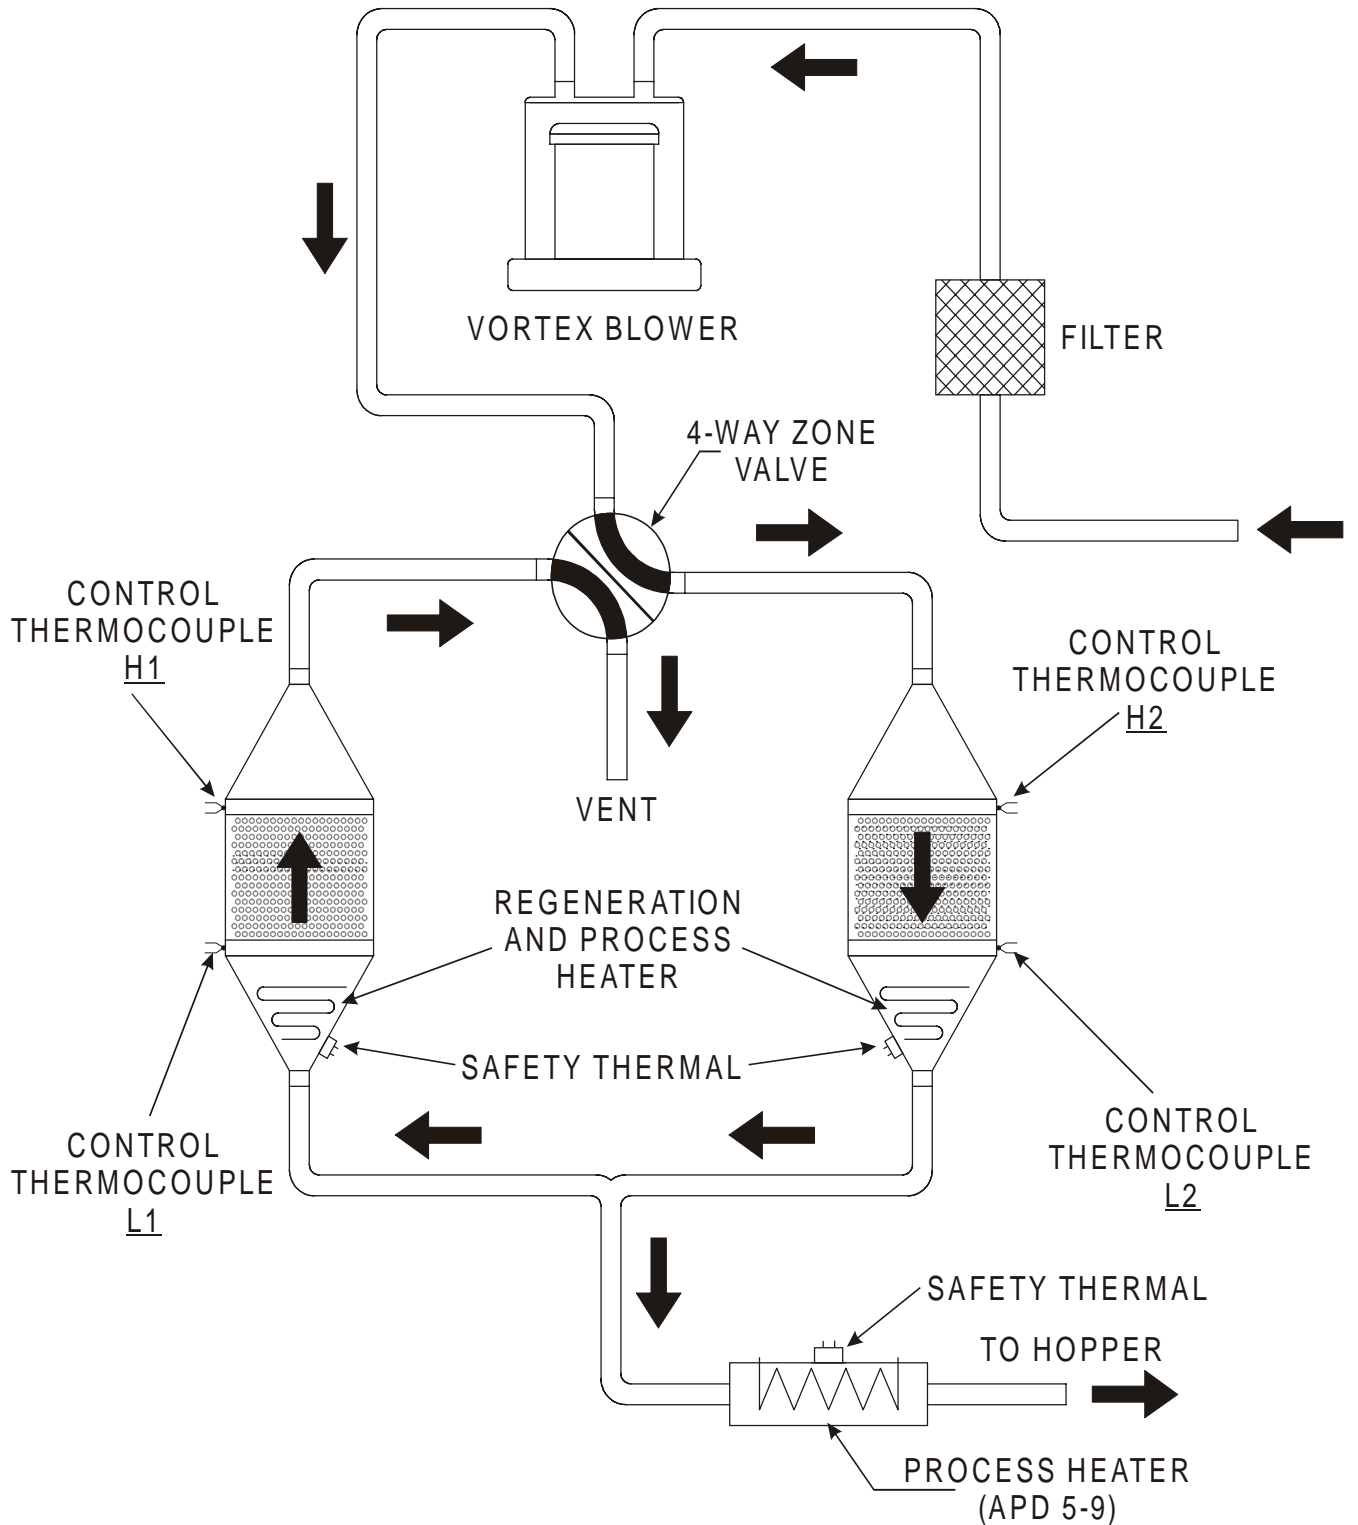 VORTEX BLOWER
FILTER
4-WAY ZONE
VALVE
CONTROL
THERMOCOUPLE
H1
CONTROL
THERMOCOUPLE
H2
VENT
REGENERATION
AND PROCESS
HEATER
SAFETY THERMAL
CONTROL
THERMOCOUPLE
L1
CONTROL
THERMOCOUPLE
L2
SAFETY THERMAL
TO HOPPER
PROCESS HEATER
(APD 5-9)